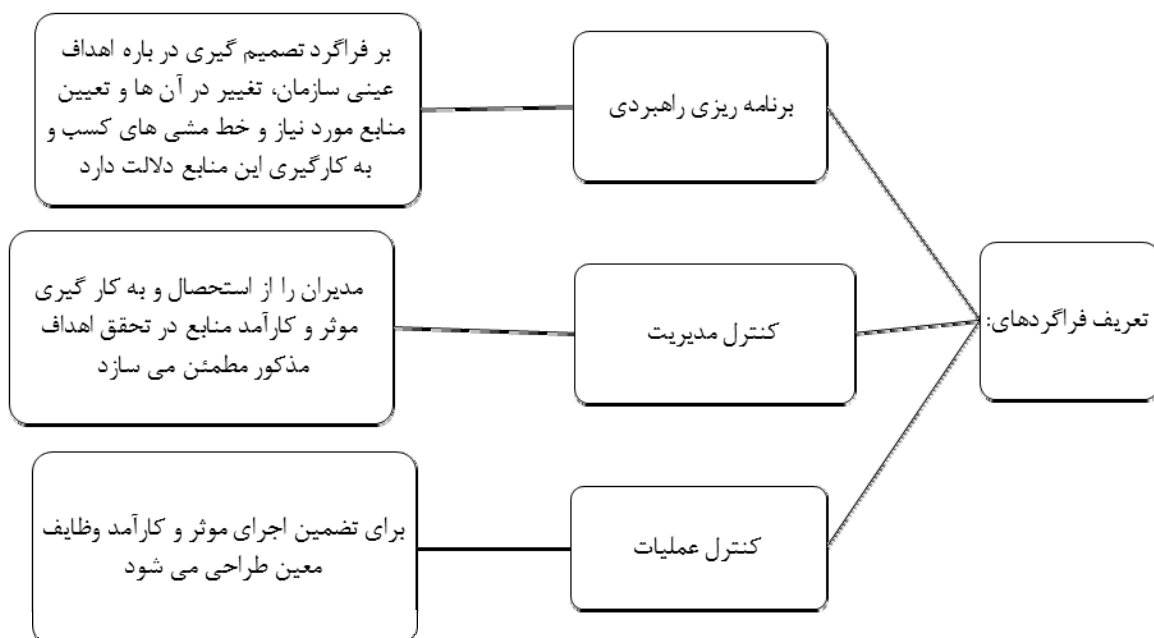 تعریف فراگردهای:
برنامه ریزی راهبردی
بر فراگرد تصمیم گیری در باره اهداف
عینی سازمان، تغییر در آن ها و تعیین
منابع مورد نیاز و خط مشی های کسب و
به کارگیری این منابع دلالت دارد
کنترل مدیریت
مدیران را از استحصال و به کار گیری
موثر و کارآمد منابع در تحقق اهداف
مذکور مطمئن می سازد
کنترل عملیات
برای تضمین اجرای موثر و کارآمد وظایف
معین طراحی می شود